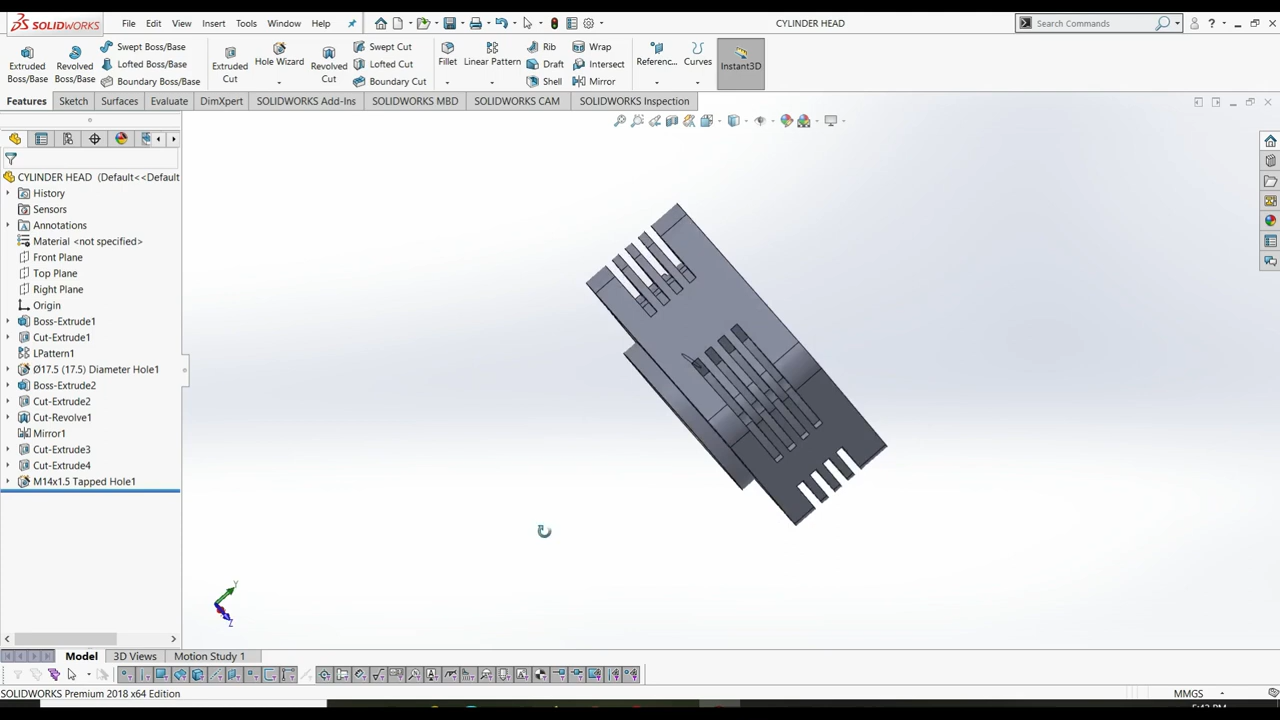 SOLIDWORKS File Edit View Insert Tools Window Help CYLINDER HEAD Search Commands
Extruded Boss/Base
Revolved Boss/Base
Swept Boss/Base
Lofted Boss/Base
Boundary Boss/Base
Extruded Cut
Hole Wizard
Revolved Cut
Swept Cut
Lofted Cut
Boundary Cut
Fillet
Linear Pattern
Rib
Draft
Shell
Wrap
Intersect
Mirror
Referenc...
Curves
Instant3D
Features Sketch Surfaces Evaluate DimXpert SOLIDWORKS Add-Ins SOLIDWORKS MBD SOLIDWORKS CAM SOLIDWORKS Inspection
CYLINDER HEAD (Default<<Default
History
Sensors
Annotations
Material <not specified>
Front Plane
Top Plane
Right Plane
Origin
Boss-Extrude1
Cut-Extrude1
LPattern1
Ø17.5 (17.5) Diameter Hole1
Boss-Extrude2
Cut-Extrude2
Cut-Revolve1
Mirror1
Cut-Extrude3
Cut-Extrude4
M14x1.5 Tapped Hole1
Y
Z
Model 3D Views Motion Study 1
SOLIDWORKS Premium 2018 x64 Edition MMGS